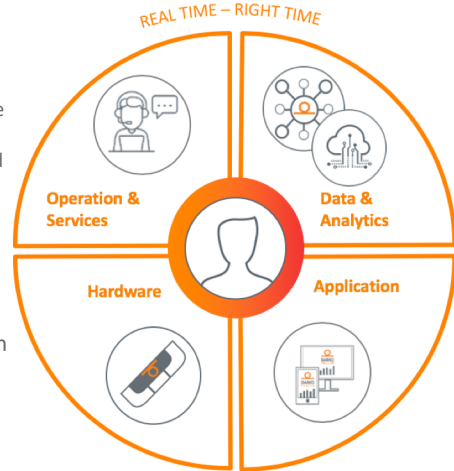 REAL TIME – RIGHT TIME
e
d
Operation &
Services
Data &
Analytics
Hardware
Application
n